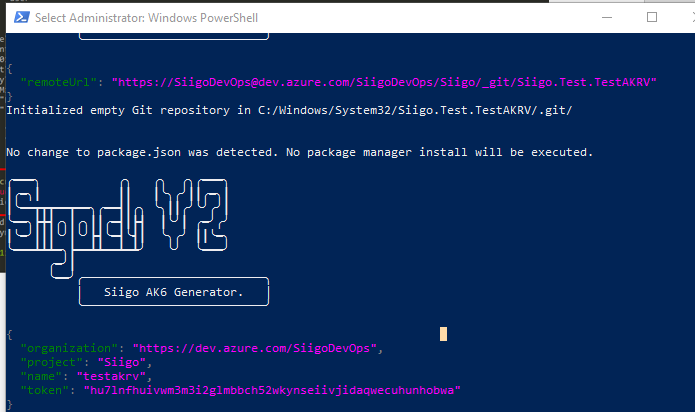 Select Administrator: Windows PowerShell
{
"remoteUrl": "https://SiigoDevOps@dev.azure.com/SiigoDevOps/Siigo/_git/Siigo.Test.TestAKRV"
}
Initialized empty Git repository in C:/Windows/System32/Siigo.Test.TestAKRV/.git/
No change to package.json was detected. No package manager install will be executed.
Siigo AK6 Generator.
{
"organization": "https://dev.azure.com/SiigoDevOps",
"project": "Siigo",
"name": "testakrv",
"token": "hu7lnfhuivwm3m3i2glmbbch52wkynseiivjidaqwecuhunhobwa"
}